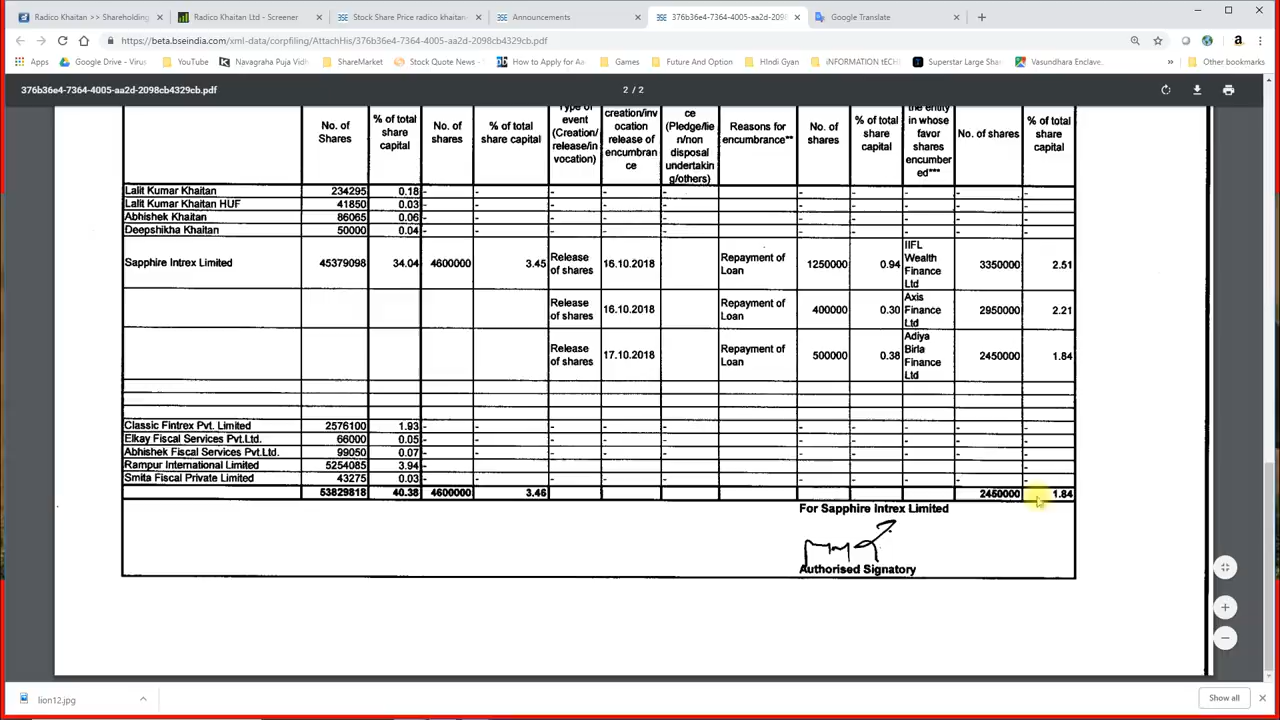 Radico Khaitan >> Shareholding
Radico Khaitan Ltd - Screener
Stock Share Price radico khaitan
Announcements
376b36e4-7364-4005-aa2d-2098cb4329cb
Google Translate
https://beta.bseindia.com/xml-data/corpfiling/AttachHis/376b36e4-7364-4005-aa2d-2098cb4329cb.pdf
Apps Google Drive - Virus YouTube Navagraha Puja Vidh ShareMarket Stock Quote News - How to Apply for Aa Games Future And Option HIndi Gyan iNFORMATION tECH Superstar Large Shar Vasundhara Enclave.. » Other bookmarks
376b36e4-7364-4005-aa2d-2098cb4329cb.pdf 2 / 2
No. of Shares
% of total share capital
No. of shares
% of total share capital
Type of event (Creation/ release/in vocation)
creation/inv ocation release of encumbran ce
ce (Pledge/lie n/non disposal undertakin g/others)
Reasons for encumbrance**
No. of shares
% of total share capital
the entity in whose favor shares encumber ed***
No. of shares
% of total share capital
Lalit Kumar Khaitan 234295 0.18 - - - - - - - - - - -
Lalit Kumar Khaitan HUF 41850 0.03 - - - - - - - - - - -
Abhishek Khaitan 86065 0.06 - - - - - - - - - - -
Deepshikha Khaitan 50000 0.04 - - - - - - - - - - -
Sapphire Intrex Limited 45379098 34.04 4600000 3.45 Release of shares 16.10.2018 Repayment of Loan 1250000 0.94 IIFL Wealth Finance Ltd 3350000 2.51
Release of shares 16.10.2018 Repayment of Loan 400000 0.30 Axis Finance Ltd 2950000 2.21
Release of shares 17.10.2018 Repayment of Loan 500000 0.38 Adiya Birla Finance Ltd 2450000 1.84
Classic Fintrex Pvt. Limited 2576100 1.93 - - - - - - - - - - -
Elkay Fiscal Services Pvt.Ltd. 66000 0.05 - - - - - - - - - - -
Abhishek Fiscal Services Pvt.Ltd. 99050 0.07 - - - - - - - - - - -
Rampur International Limited 5254085 3.94 - - - - - - - - - - -
Smita Fiscal Private Limited 43275 0.03 - - - - - - - - - - -
53829818 40.38 4600000 3.46 2450000 1.84
For Sapphire Intrex Limited
Authorised Signatory
lion12.jpg
Show all